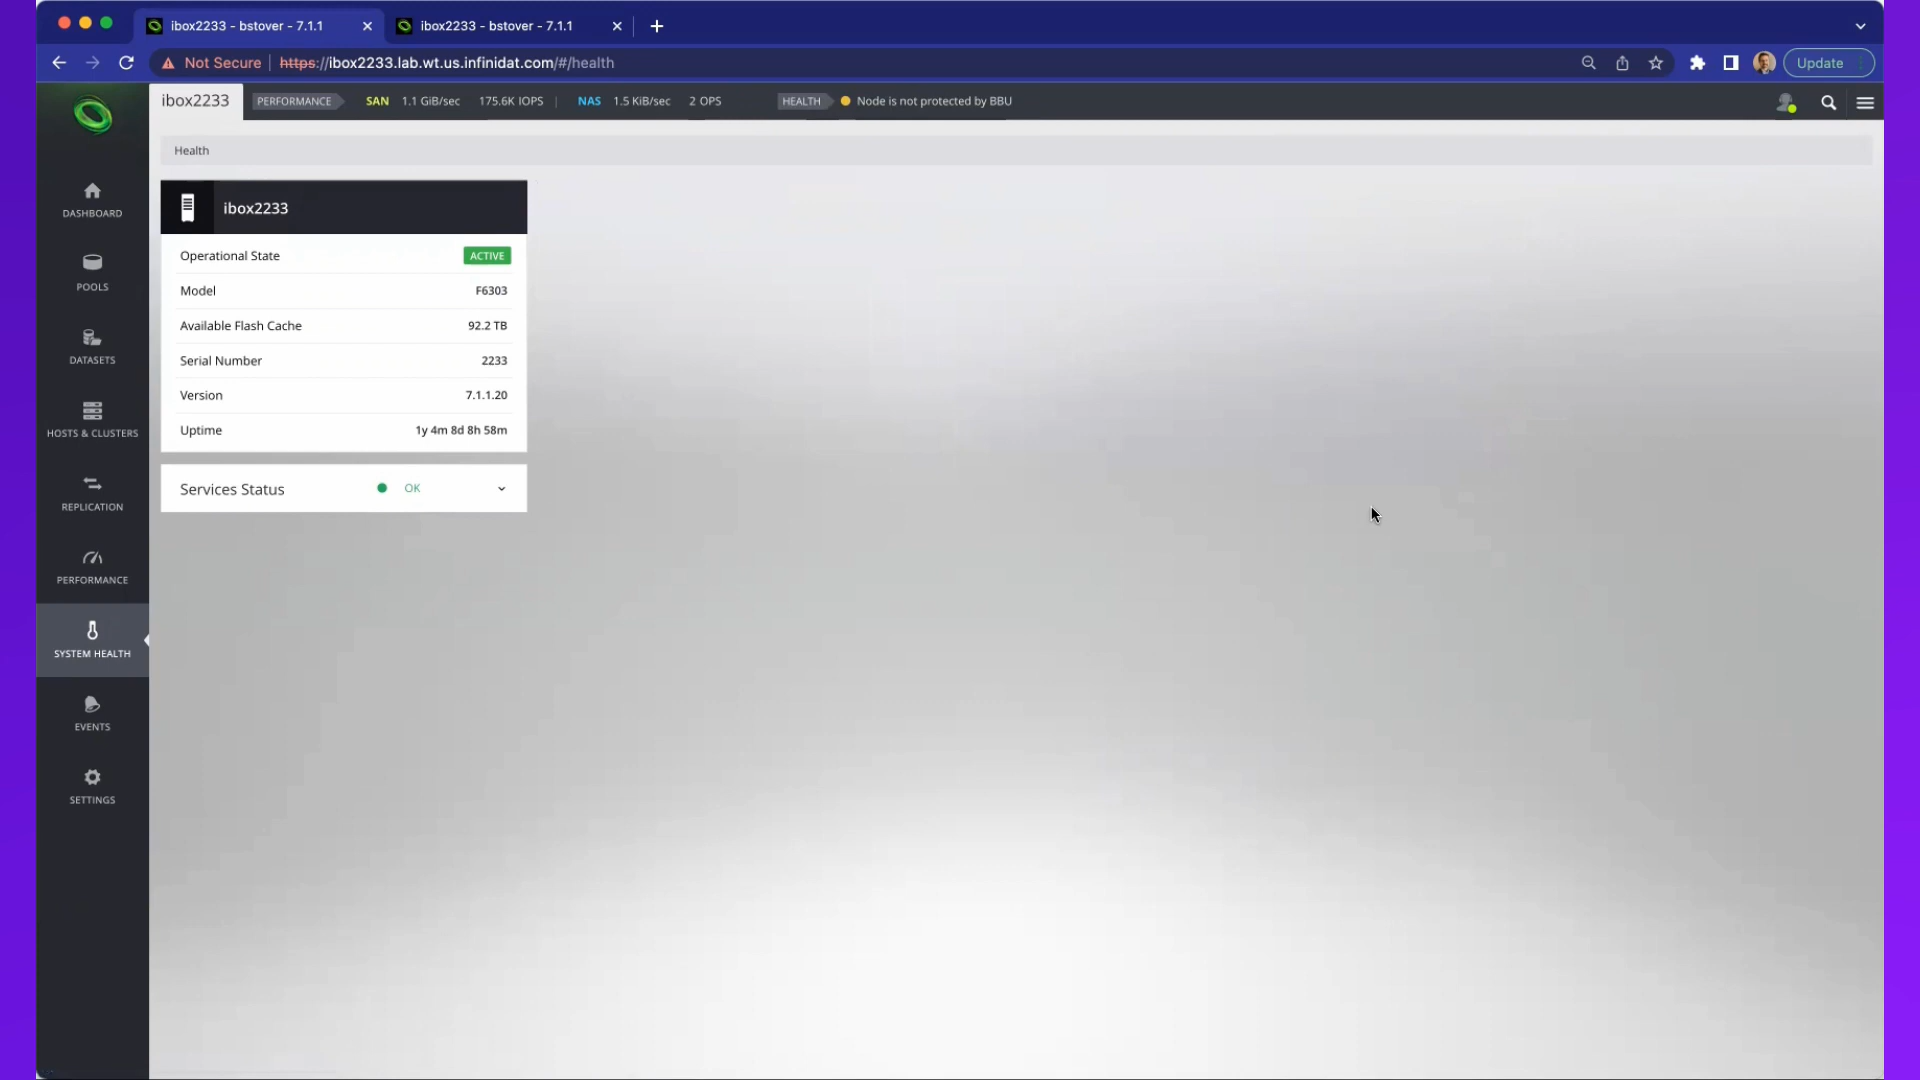 ibox2233 - bstover - 7.1.1
ibox2233 - bstover - 7.1.1
Not Secure https://ibox2233.lab.wt.us.infinidat.com/#/health Update
ibox2233 PERFORMANCE SAN 1.1 GiB/sec 175.6K IOPS | NAS 1.5 KiB/sec 2 OPS HEALTH Node is not protected by BBU
Health
ibox2233
Operational State ACTIVE
Model F6303
Available Flash Cache 92.2 TB
Serial Number 2233
Version 7.1.1.20
Uptime 1y 4m 8d 8h 58m
Services Status OK
DASHBOARD
POOLS
DATASETS
HOSTS & CLUSTERS
REPLICATION
PERFORMANCE
SYSTEM HEALTH
EVENTS
SETTINGS